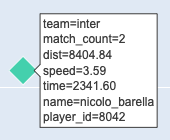 team=inter
match_count=2
dist=8404.84
speed=3.59
time=2341.60
name=nicolo_barella
player_id=8042